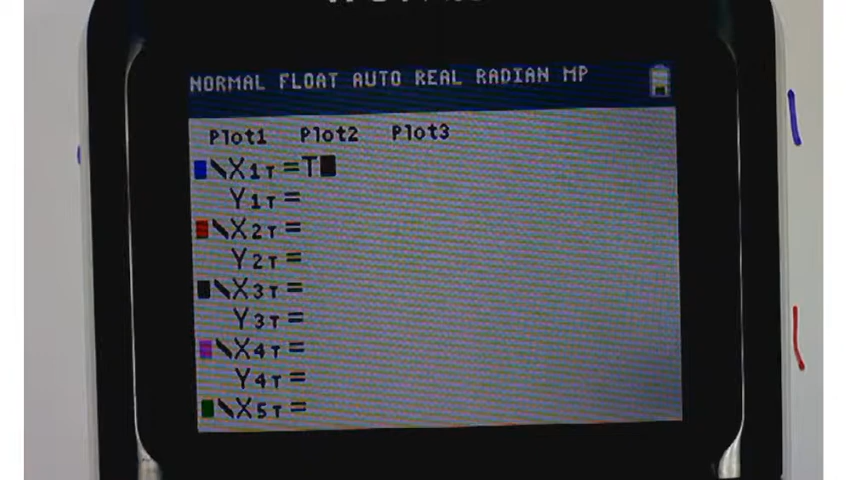 NORMAL FLOAT AUTO REAL RADIAN MP
Plot1 Plot2 Plot3
\X1T=T
Y1T=
\X2T=
Y2T=
\X3T=
Y3T=
\X4T=
Y4T=
\X5T=